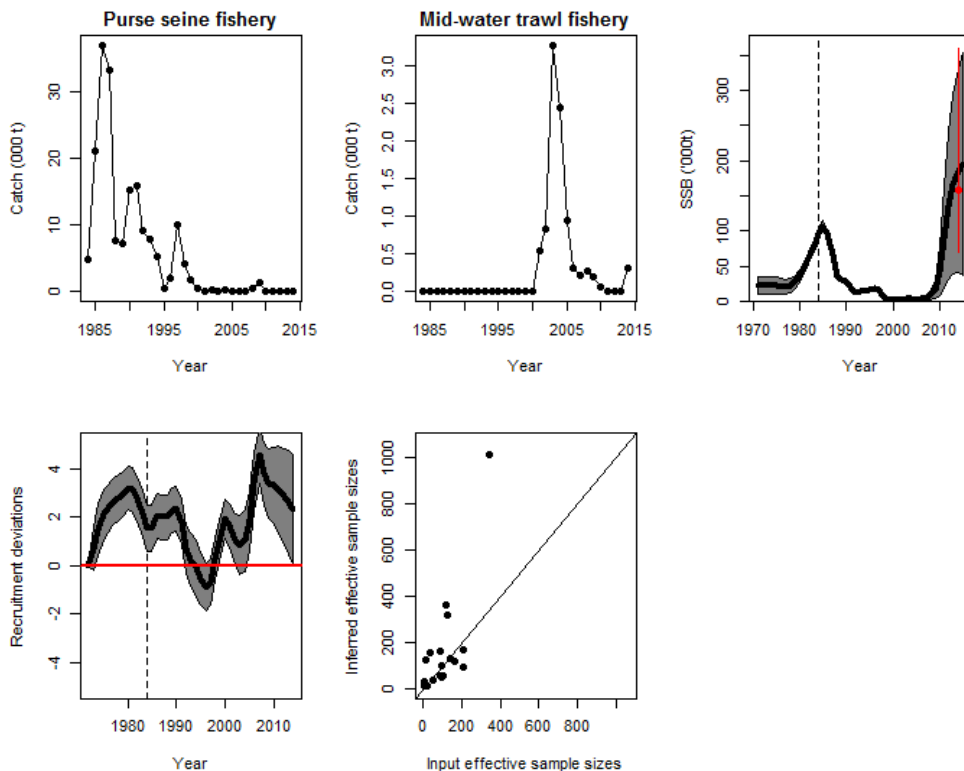 Purse seine fishery
Catch (000 t)
0 10 20 30
1985 1995 2005 2015
Year
Mid-water trawl fishery
Catch (000 t)
0.0 0.5 1.0 1.5 2.0 2.5 3.0
1985 1995 2005 2015
Year
SSB ('000t)
0 50 100 200 300
1970 1980 1990 2000 2010
Year
Recruitment deviations
-4 -2 0 2 4
1980 1990 2000 2010
Year
Inferred effective sample sizes
0 200 400 600 800 1000
0 200 400 600 800
Input effective sample sizes